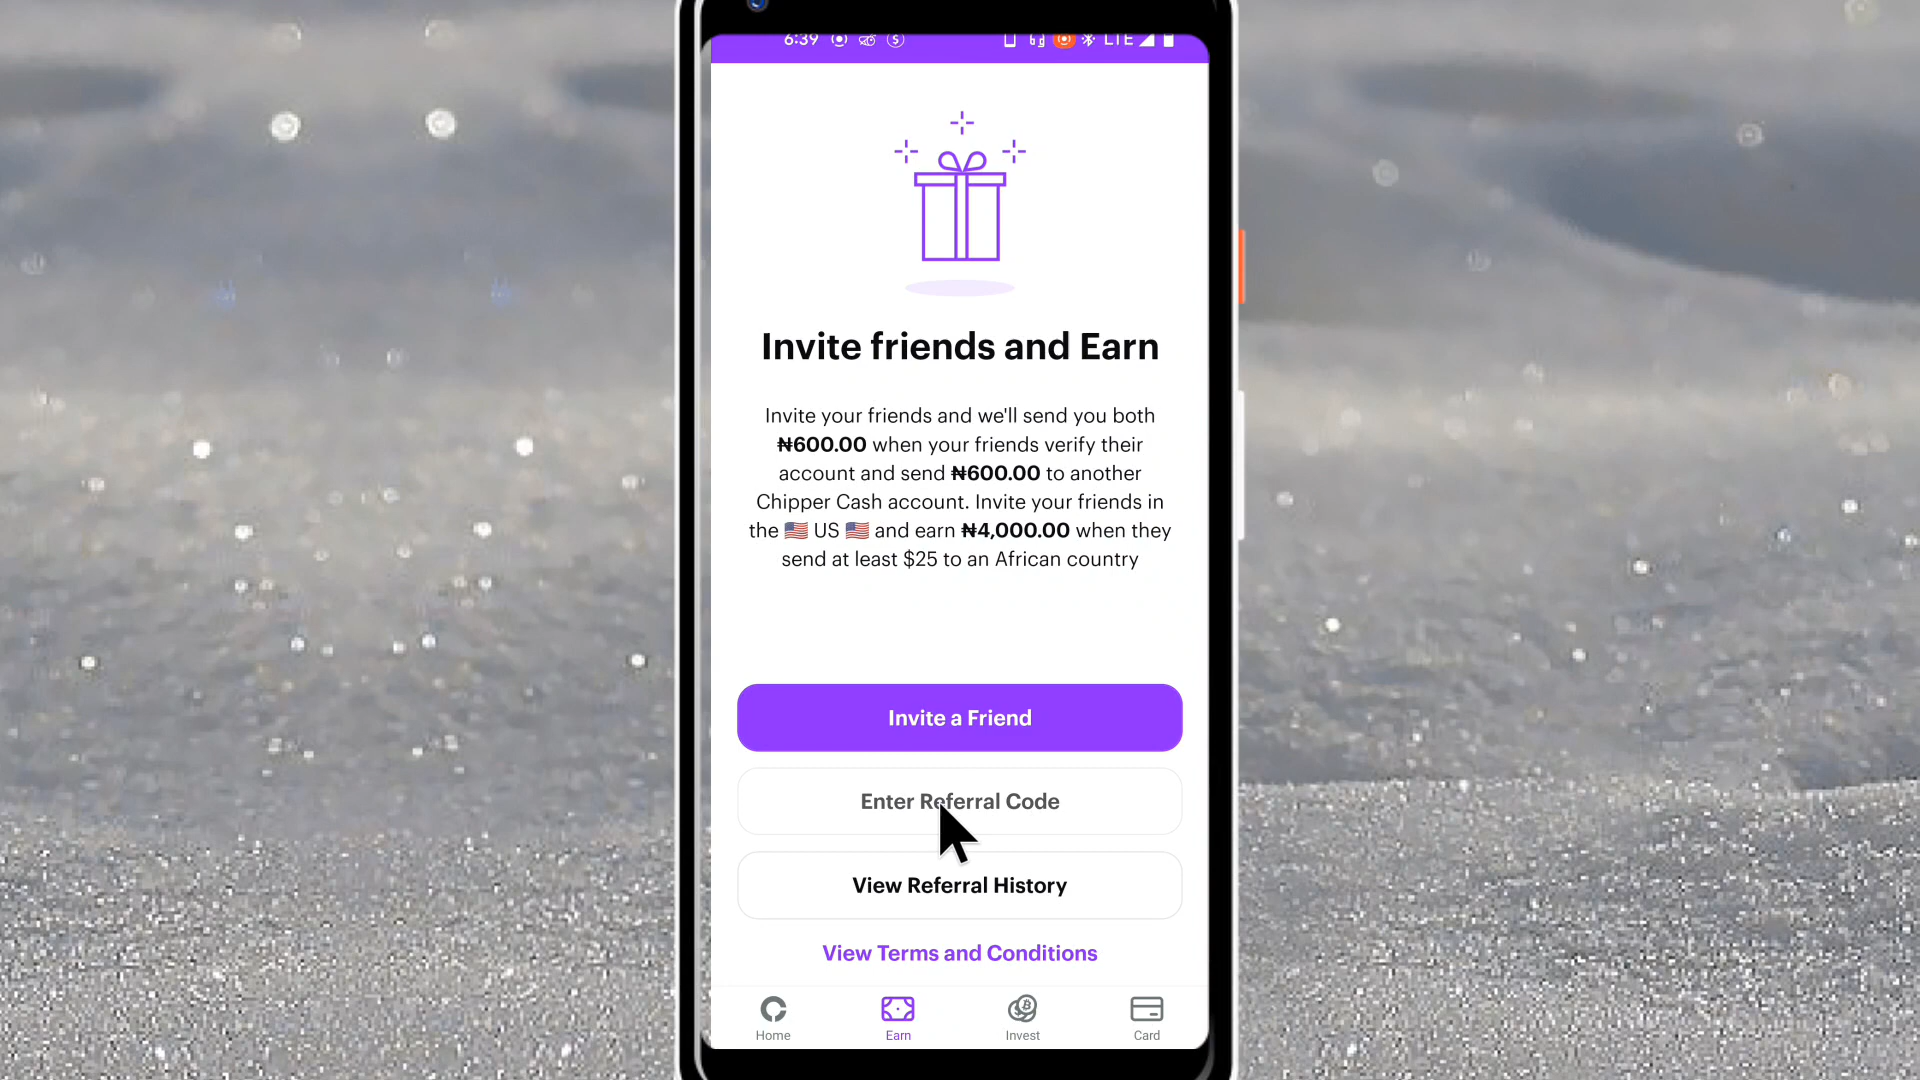 6:39 LTE
Invite friends and Earn
Invite your friends and we'll send you both
₦600.00 when your friends verify their
account and send ₦600.00 to another
Chipper Cash account. Invite your friends in
the 🇺🇸 US 🇺🇸 and earn ₦4,000.00 when they
send at least $25 to an African country
Invite a Friend
Enter Referral Code
View Referral History
View Terms and Conditions
Home Earn Invest Card